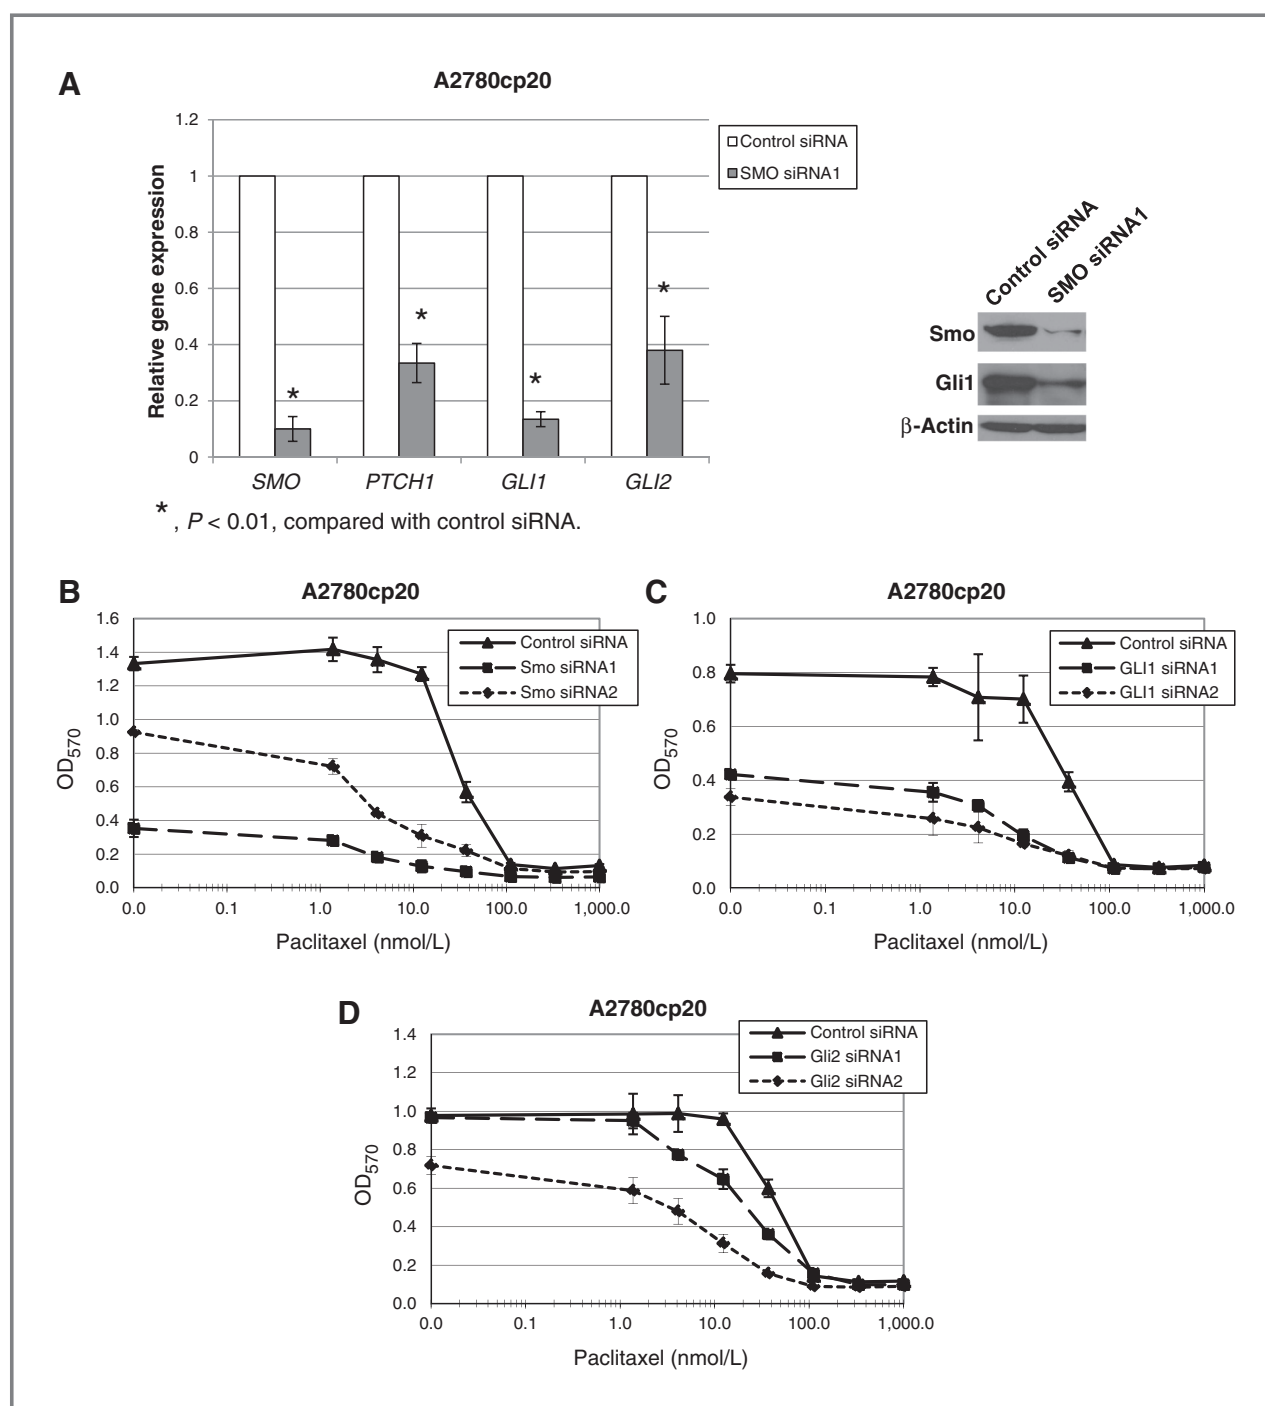 A
A2780cp20
1.2
1
0.8
0.6
0.4
0.2
0
Relative gene expression
* * * *
SMO PTCH1 GLI1 GLI2
Control siRNA
SMO siRNA1
*, P < 0.01, compared with control siRNA.
Control siRNA
SMO siRNA1
Smo
Gli1
β-Actin
B
A2780cp20
1.6
1.4
1.2
1.0
0.8
0.6
0.4
0.2
0.0
OD570
Control siRNA
Smo siRNA1
Smo siRNA2
0.0 0.1 1.0 10.0 100.0 1,000.0
Paclitaxel (nmol/L)
C
A2780cp20
1.0
0.8
0.6
0.4
0.2
0.0
OD570
Control siRNA
GLI1 siRNA1
GLI1 siRNA2
0.0 0.1 1.0 10.0 100.0 1,000.0
Paclitaxel (nmol/L)
D
A2780cp20
1.4
1.2
1.0
0.8
0.6
0.4
0.2
0.0
OD570
Control siRNA
Gli2 siRNA1
Gli2 siRNA2
0.0 0.1 1.0 10.0 100.0 1,000.0
Paclitaxel (nmol/L)